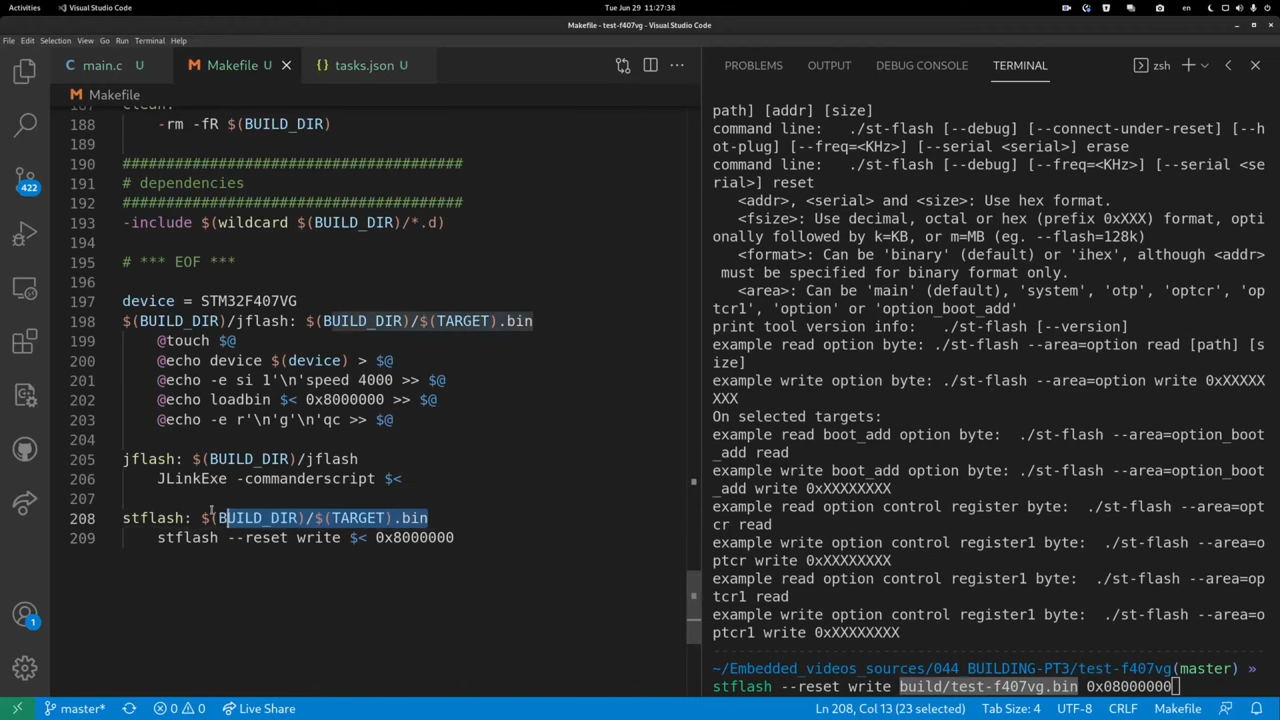 Activities Visual Studio Code Tue Jun 29 11:27:38 en
Makefile - test-f407vg - Visual Studio Code
File Edit Selection View Go Run Terminal Help
main.c U Makefile U tasks.json U
Makefile
187 clean:
188 -rm -fR $(BUILD_DIR)
189
190 #######################################
191 # dependencies
192 #######################################
193 -include $(wildcard $(BUILD_DIR)/*.d)
194
195 # *** EOF ***
196
197 device = STM32F407VG
198 $(BUILD_DIR)/jflash: $(BUILD_DIR)/$(TARGET).bin
199 @touch $@
200 @echo device $(device) > $@
201 @echo -e si 1'\n'speed 4000 >> $@
202 @echo loadbin $< 0x8000000 >> $@
203 @echo -e r'\n'g'\n'qc >> $@
204
205 jflash: $(BUILD_DIR)/jflash
206 JLinkExe -commanderscript $<
207
208 stflash: $(BUILD_DIR)/$(TARGET).bin
209 stflash --reset write $< 0x8000000
422
1
PROBLEMS OUTPUT DEBUG CONSOLE TERMINAL zsh
path] [addr] [size]
command line: ./st-flash [--debug] [--connect-under-reset] [--h
ot-plug] [--freq=<KHz>] [--serial <serial>] erase
command line: ./st-flash [--debug] [--freq=<KHz>] [--serial <se
rial>] reset
<addr>, <serial> and <size>: Use hex format.
<fsize>: Use decimal, octal or hex (prefix 0xXXX) format, opti
onally followed by k=KB, or m=MB (eg. --flash=128k)
<format>: Can be 'binary' (default) or 'ihex', although <addr>
must be specified for binary format only.
<area>: Can be 'main' (default), 'system', 'otp', 'optcr', 'op
tcr1', 'option' or 'option_boot_add'
print tool version info: ./st-flash [--version]
example read option byte: ./st-flash --area=option read [path] [s
ize]
example write option byte: ./st-flash --area=option write 0xXXXXX
XXX
On selected targets:
example read boot_add option byte: ./st-flash --area=option_boot
_add read
example write boot_add option byte: ./st-flash --area=option_boot
_add write 0xXXXXXXXX
example read option control register byte: ./st-flash --area=opt
cr read
example write option control register byte: ./st-flash --area=o
ptcr write 0xXXXXXXXX
example read option control register1 byte: ./st-flash --area=op
tcr1 read
example write option control register1 byte: ./st-flash --area=o
ptcr1 write 0xXXXXXXXX
~/Embedded_videos_sources/044 BUILDING-PT3/test-f407vg(master) »
stflash --reset write build/test-f407vg.bin 0x08000000
master* 0 0 Live Share Ln 208, Col 13 (23 selected) Tab Size: 4 UTF-8 CRLF Makefile